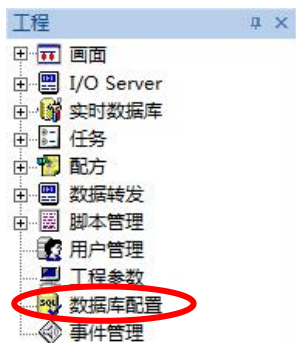 工程
画面
I/O Server
实时数据库
任务
配方
数据转发
脚本管理
用户管理
工程参数
SQL 数据库配置
事件管理